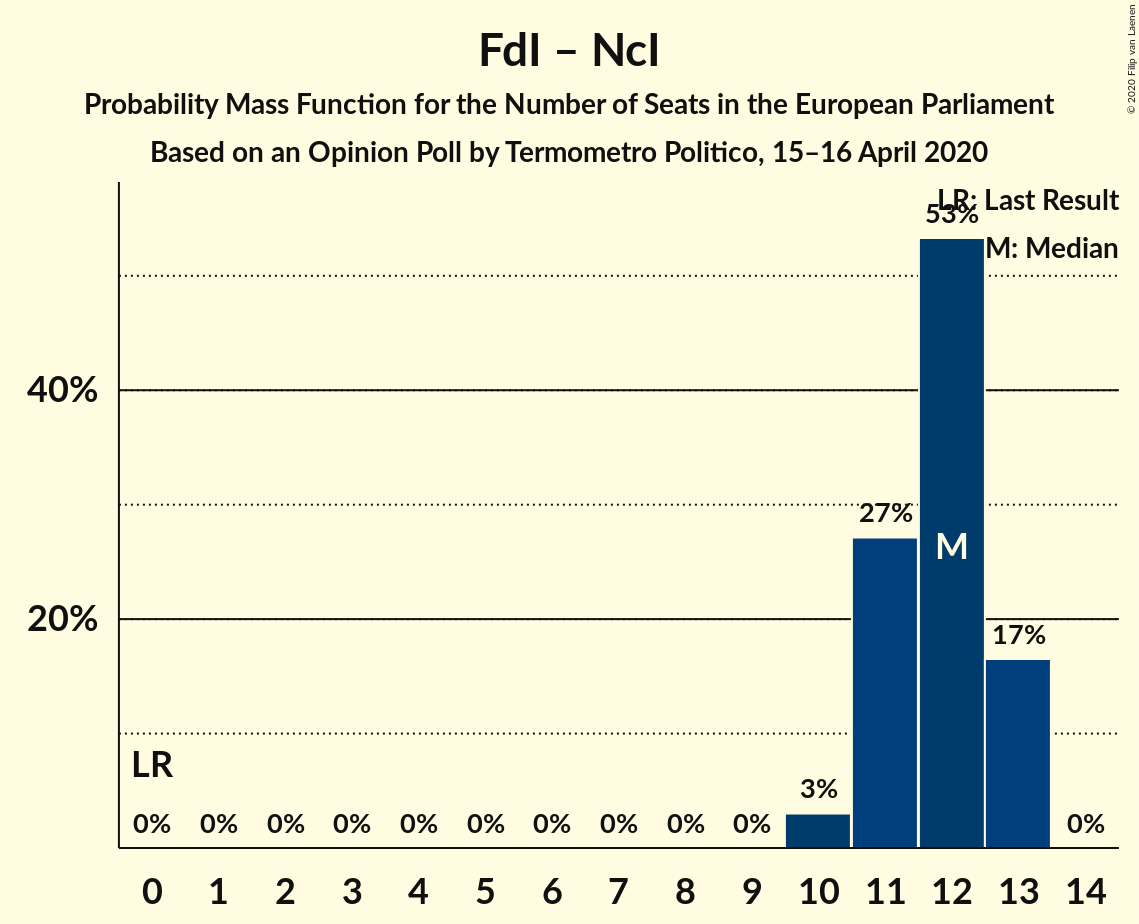 FdI – NcI
Probability Mass Function for the Number of Seats in the European Parliament
Based on an Opinion Poll by Termometro Politico, 15–16 April 2020
© 2020 Filip van Laenen
LR: Last Result
M: Median
53%
40%
27%
M
20%
17%
LR
3%
0% 0% 0% 0% 0% 0% 0% 0% 0% 0% 0%
0 1 2 3 4 5 6 7 8 9 10 11 12 13 14